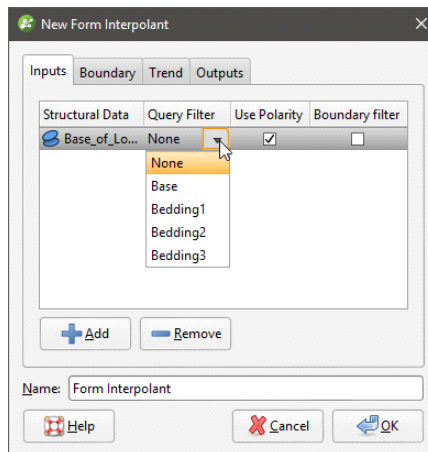 New Form Interpolant
Inputs Boundary Trend Outputs
Structural Data Query Filter Use Polarity Boundary filter
Base_of_Lo... None
None
Base
Bedding1
Bedding2
Bedding3
Add Remove
Name: Form Interpolant
Help Cancel OK